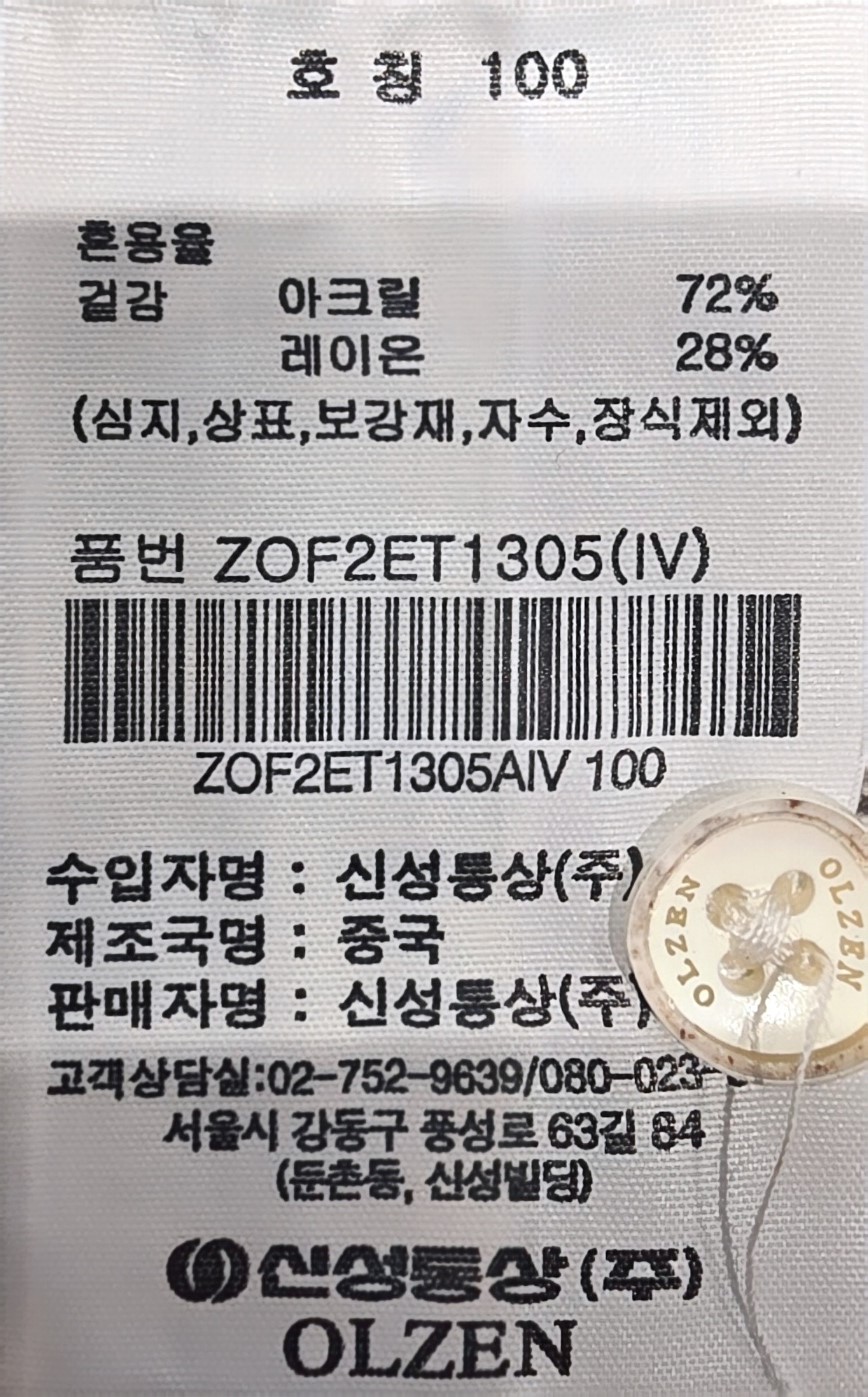 호 칭 100
혼용율
겉감 아크릴 72%
레이온 28%
(심지,상표,보강재,자수,장식제외)
품번 ZOF2ET1305(IV)
ZOF2ET1305AIV 100
수입자명 : 신성통상(주)
제조국명 : 중국
판매자명 : 신성통상(주)
고객상담실:02-752-9639/080-023-
서울시 강동구 풍성로 63길 84
(둔촌동, 신성빌딩)
신성통상(주)
OLZEN
OLZEN
OLZEN